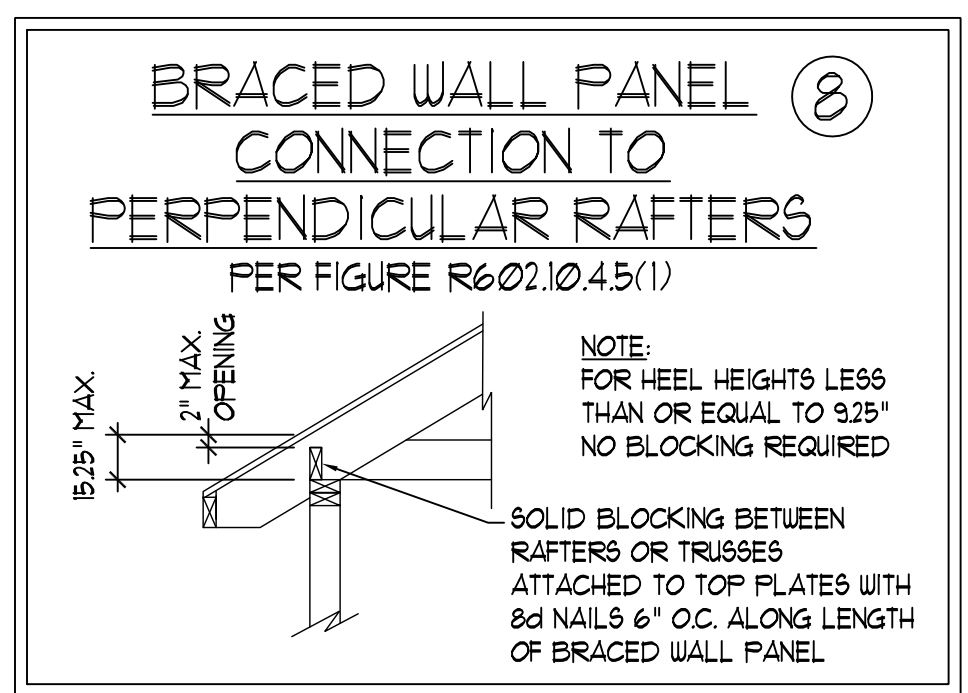 BRACED WALL PANEL
8
CONNECTION TO
PERPENDICULAR RAFTERS
PER FIGURE R602.10.4.5(1)
15.25" MAX.
2" MAX.
OPENING
NOTE:
FOR HEEL HEIGHTS LESS
THAN OR EQUAL TO 9.25"
NO BLOCKING REQUIRED
SOLID BLOCKING BETWEEN
RAFTERS OR TRUSSES
ATTACHED TO TOP PLATES WITH
8d NAILS 6" O.C. ALONG LENGTH
OF BRACED WALL PANEL